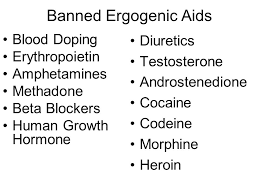 Banned Ergogenic Aids
• Blood Doping
• Erythropoietin
• Amphetamines
• Methadone
• Beta Blockers
• Human Growth
Hormone
• Diuretics
• Testosterone
• Androstenedione
• Cocaine
• Codeine
• Morphine
• Heroin